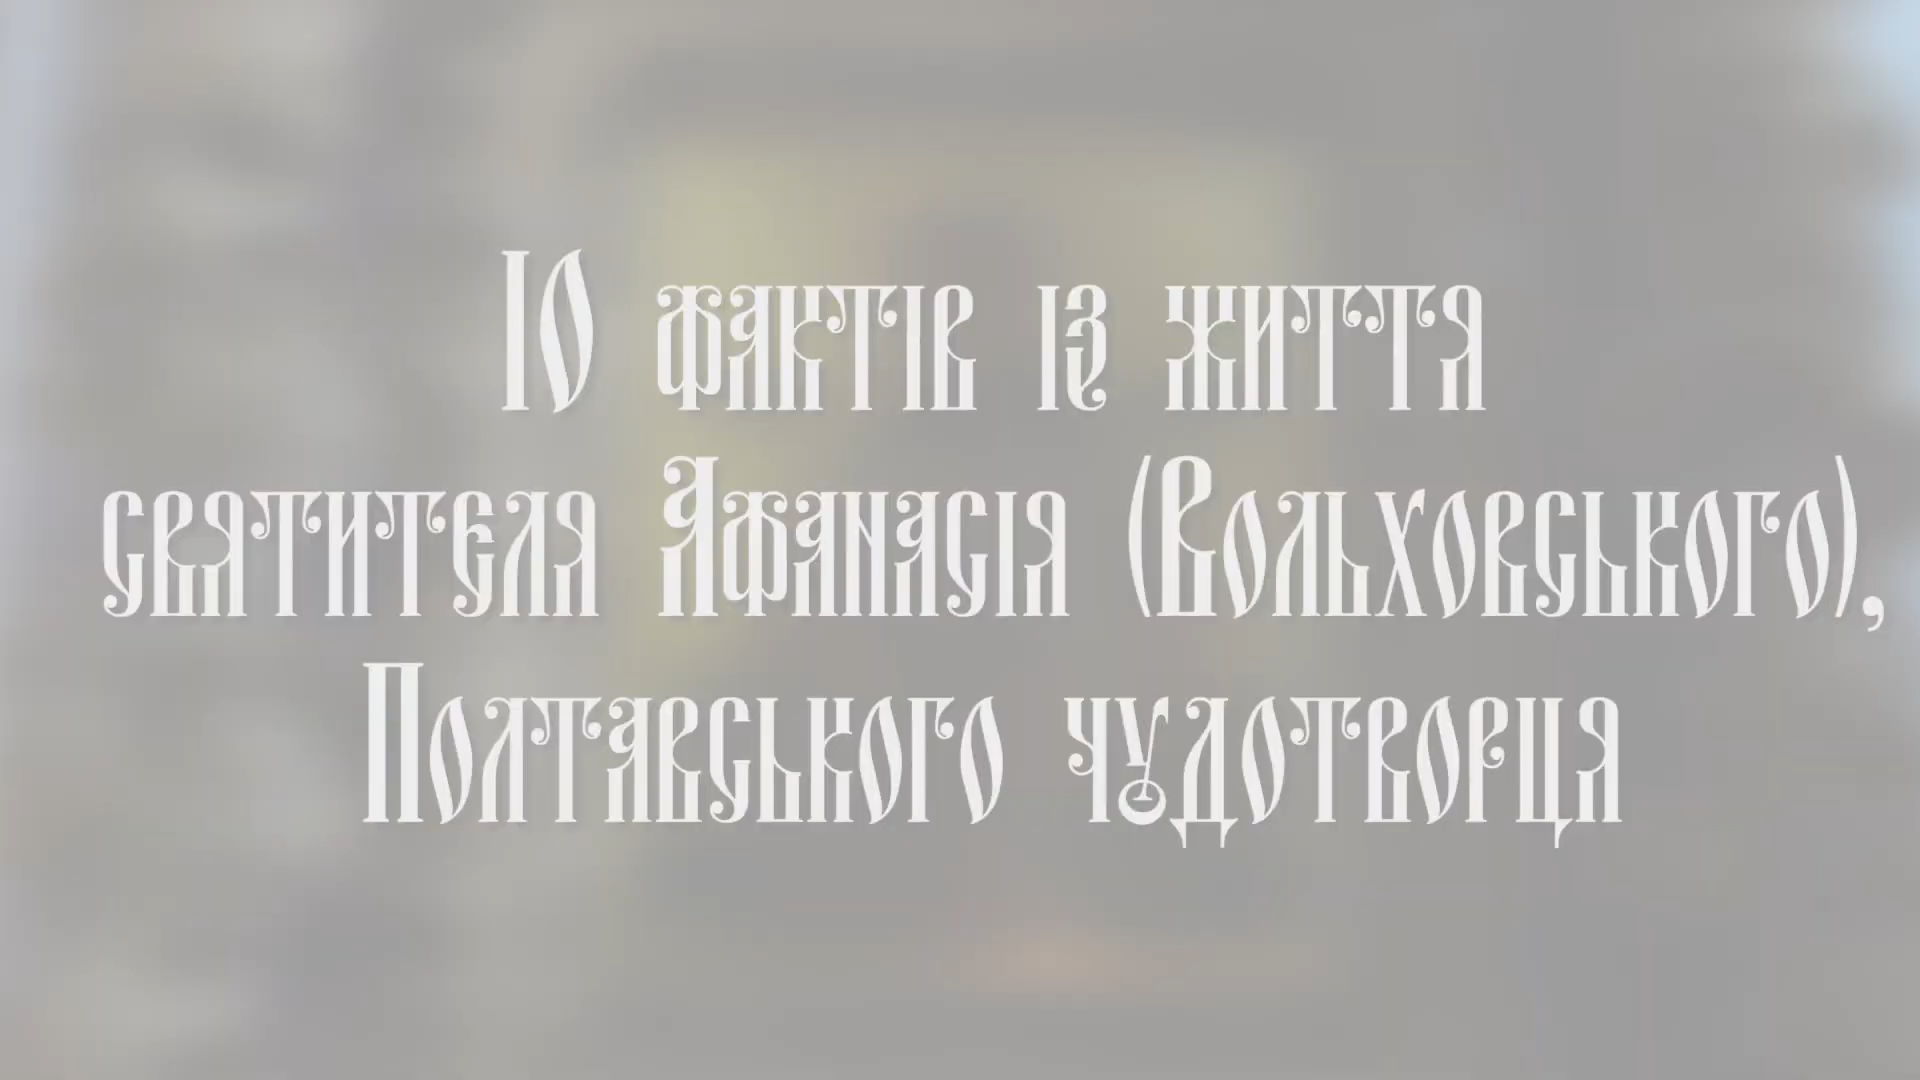 10 фактів із життя
святителя Афанасія (Вольховського),
Полтавського чудотворця